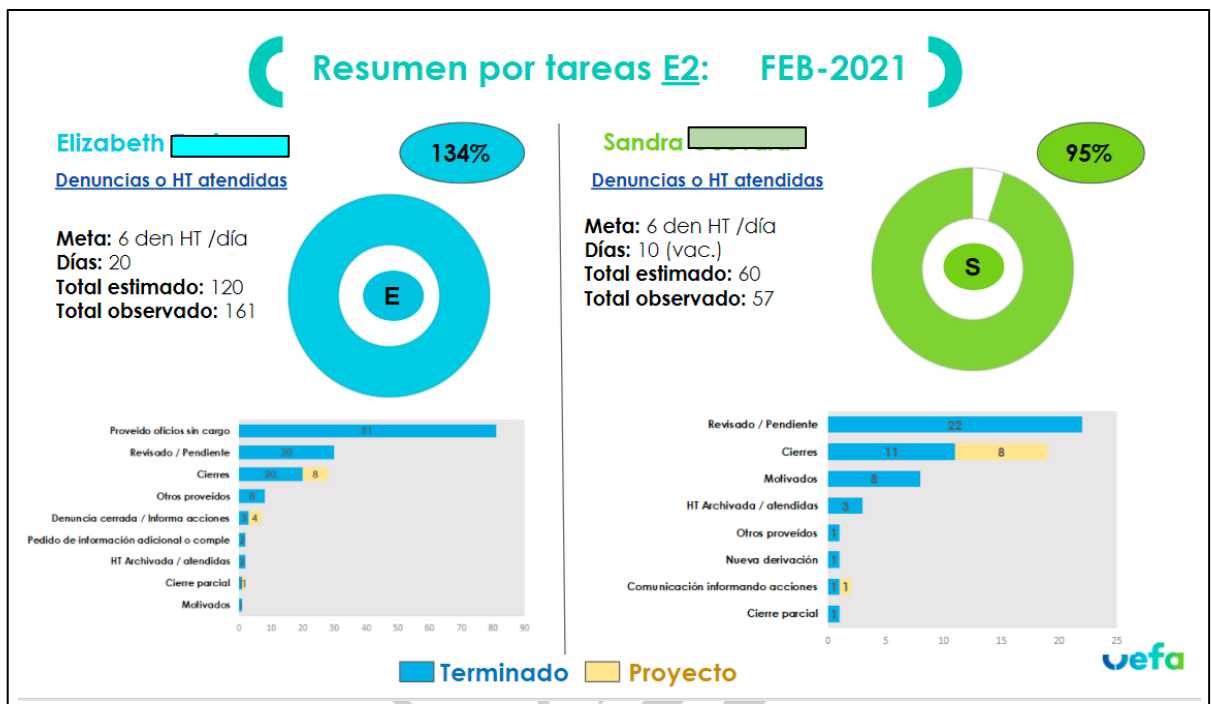 Resumen por tareas E2: FEB-2021
Elizabeth
134%
Denuncias o HT atendidas
Meta: 6 den HT /día
Días: 20
Total estimado: 120
Total observado: 161
E
Proveido oficios sin cargo 81
Revisado / Pendiente 30
Cierres 20 8
Otros proveídos 8
Denuncia cerrada / Informa acciones 3 4
Pedido de información adicional o comple 2
HT Archivada / atendidas 2
Cierre parcial 1
Motivados
0 10 20 30 40 50 60 70 80 90
Sandra
95%
Denuncias o HT atendidas
Meta: 6 den HT /día
Días: 10 (vac.)
Total estimado: 60
Total observado: 57
S
Revisado / Pendiente 22
Cierres 11 8
Motivados 8
HT Archivada / atendidas 3
Otros proveídos 1
Nueva derivación 1
Comunicación informando acciones 1 1
Cierre parcial 1
0 5 10 15 20 25
Terminado Proyecto
oefa